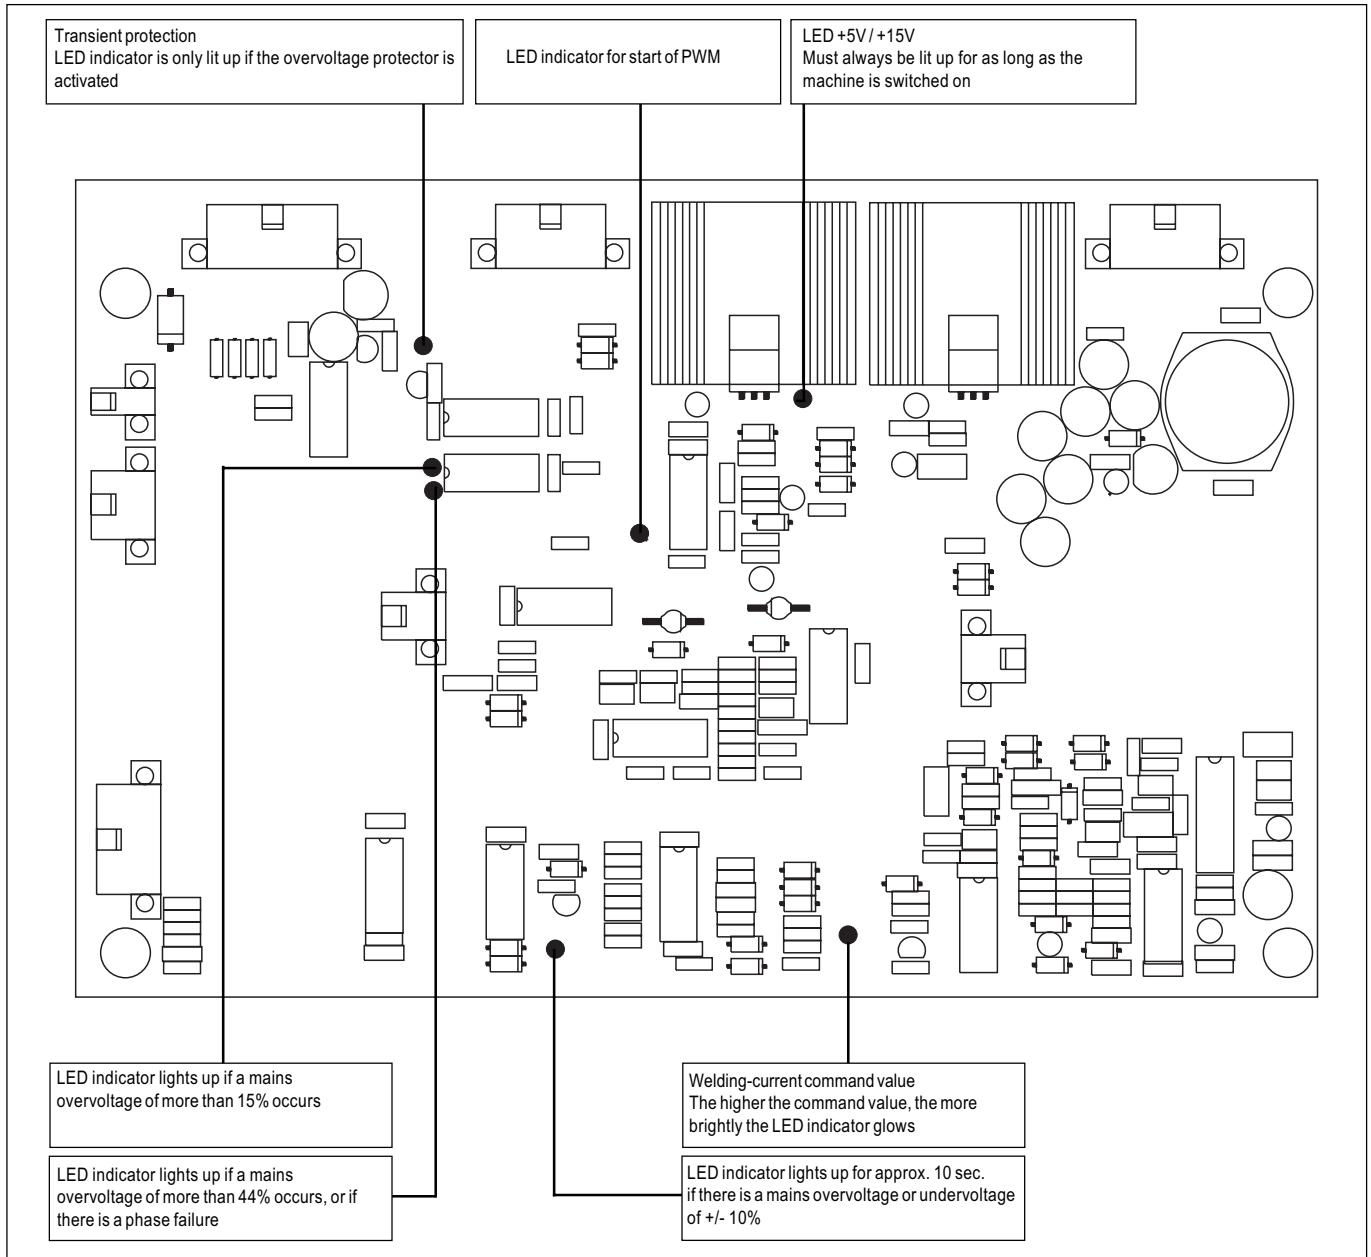 Transient protection
LED indicator is only lit up if the overvoltage protector is
activated
LED indicator for start of PWM
LED +5V / +15V
Must always be lit up for as long as the
machine is switched on
LED indicator lights up if a mains
overvoltage of more than 15% occurs
LED indicator lights up if a mains
overvoltage of more than 44% occurs, or if
there is a phase failure
Welding-current command value
The higher the command value, the more
brightly the LED indicator glows
LED indicator lights up for approx. 10 sec.
if there is a mains overvoltage or undervoltage
of +/- 10%